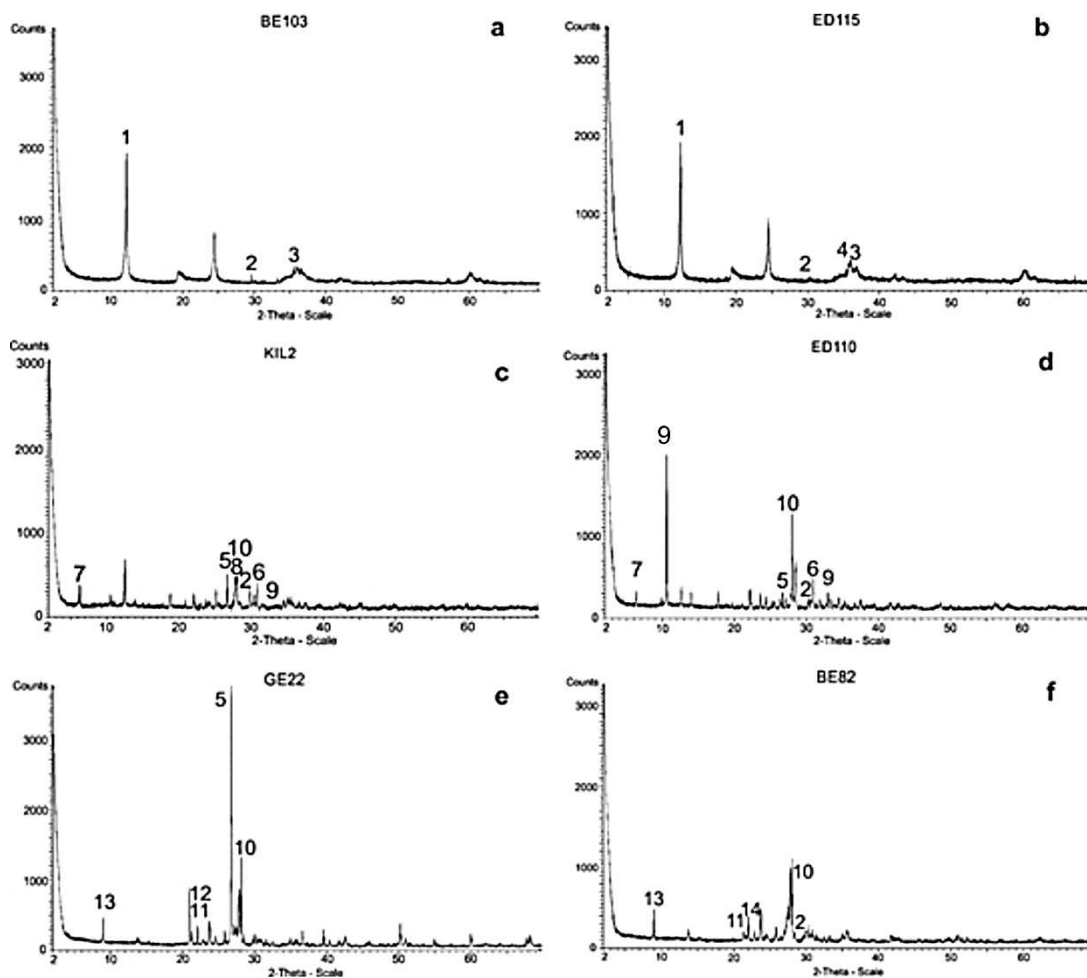 BE103
a
Counts
3000
2000
1000
0
1
2
3
2 10 20 30 40 50 60
2-Theta - Scale
ED115
b
Counts
3000
2000
1000
0
1
2
4 3
2 10 20 30 40 50 60
2-Theta - Scale
KIL2
c
Counts
3000
2000
1000
0
7
5
10
8
2
6
9
2 10 20 30 40 50 60
2-Theta - Scale
ED110
d
Counts
3000
2000
1000
0
7
9
5
10
2
6
9
2 10 20 30 40 50 60
2-Theta - Scale
GE22
e
Counts
3000
2000
1000
0
13
12
11
5
10
2 10 20 30 40 50 60
2-Theta - Scale
BE82
f
Counts
3000
2000
1000
0
13
11
14
10
2
2 10 20 30 40 50 60
2-Theta - Scale